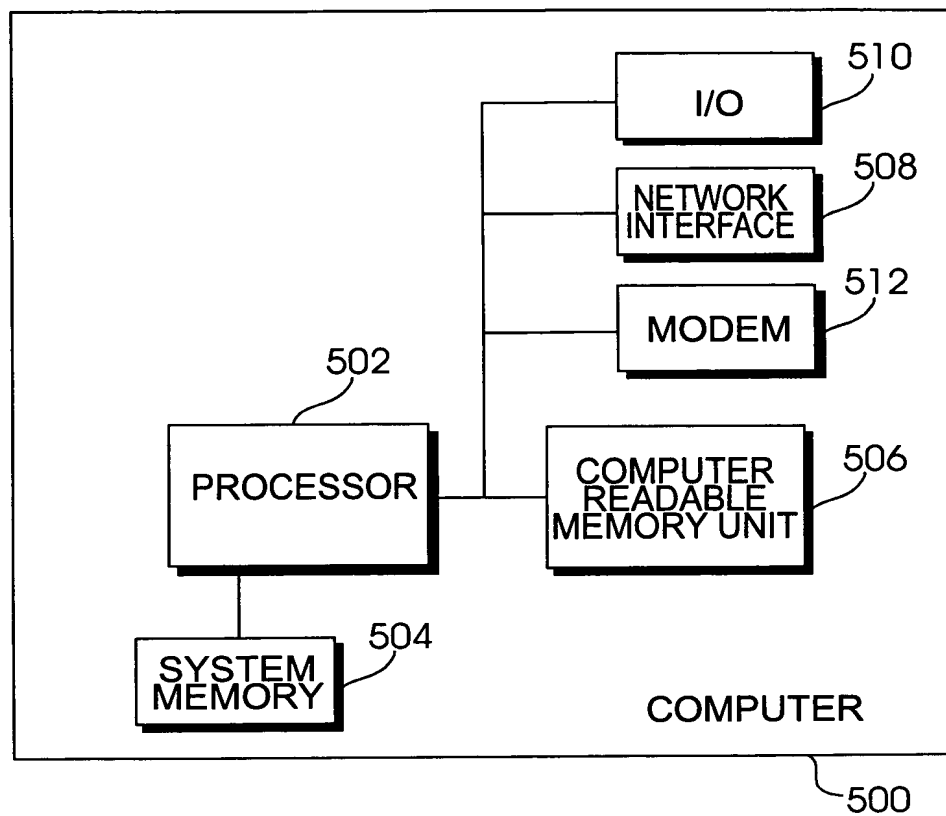 510
I/O
508
NETWORK
INTERFACE
512
MODEM
502
PROCESSOR
506
COMPUTER
READABLE
MEMORY UNIT
504
SYSTEM
MEMORY
COMPUTER
500